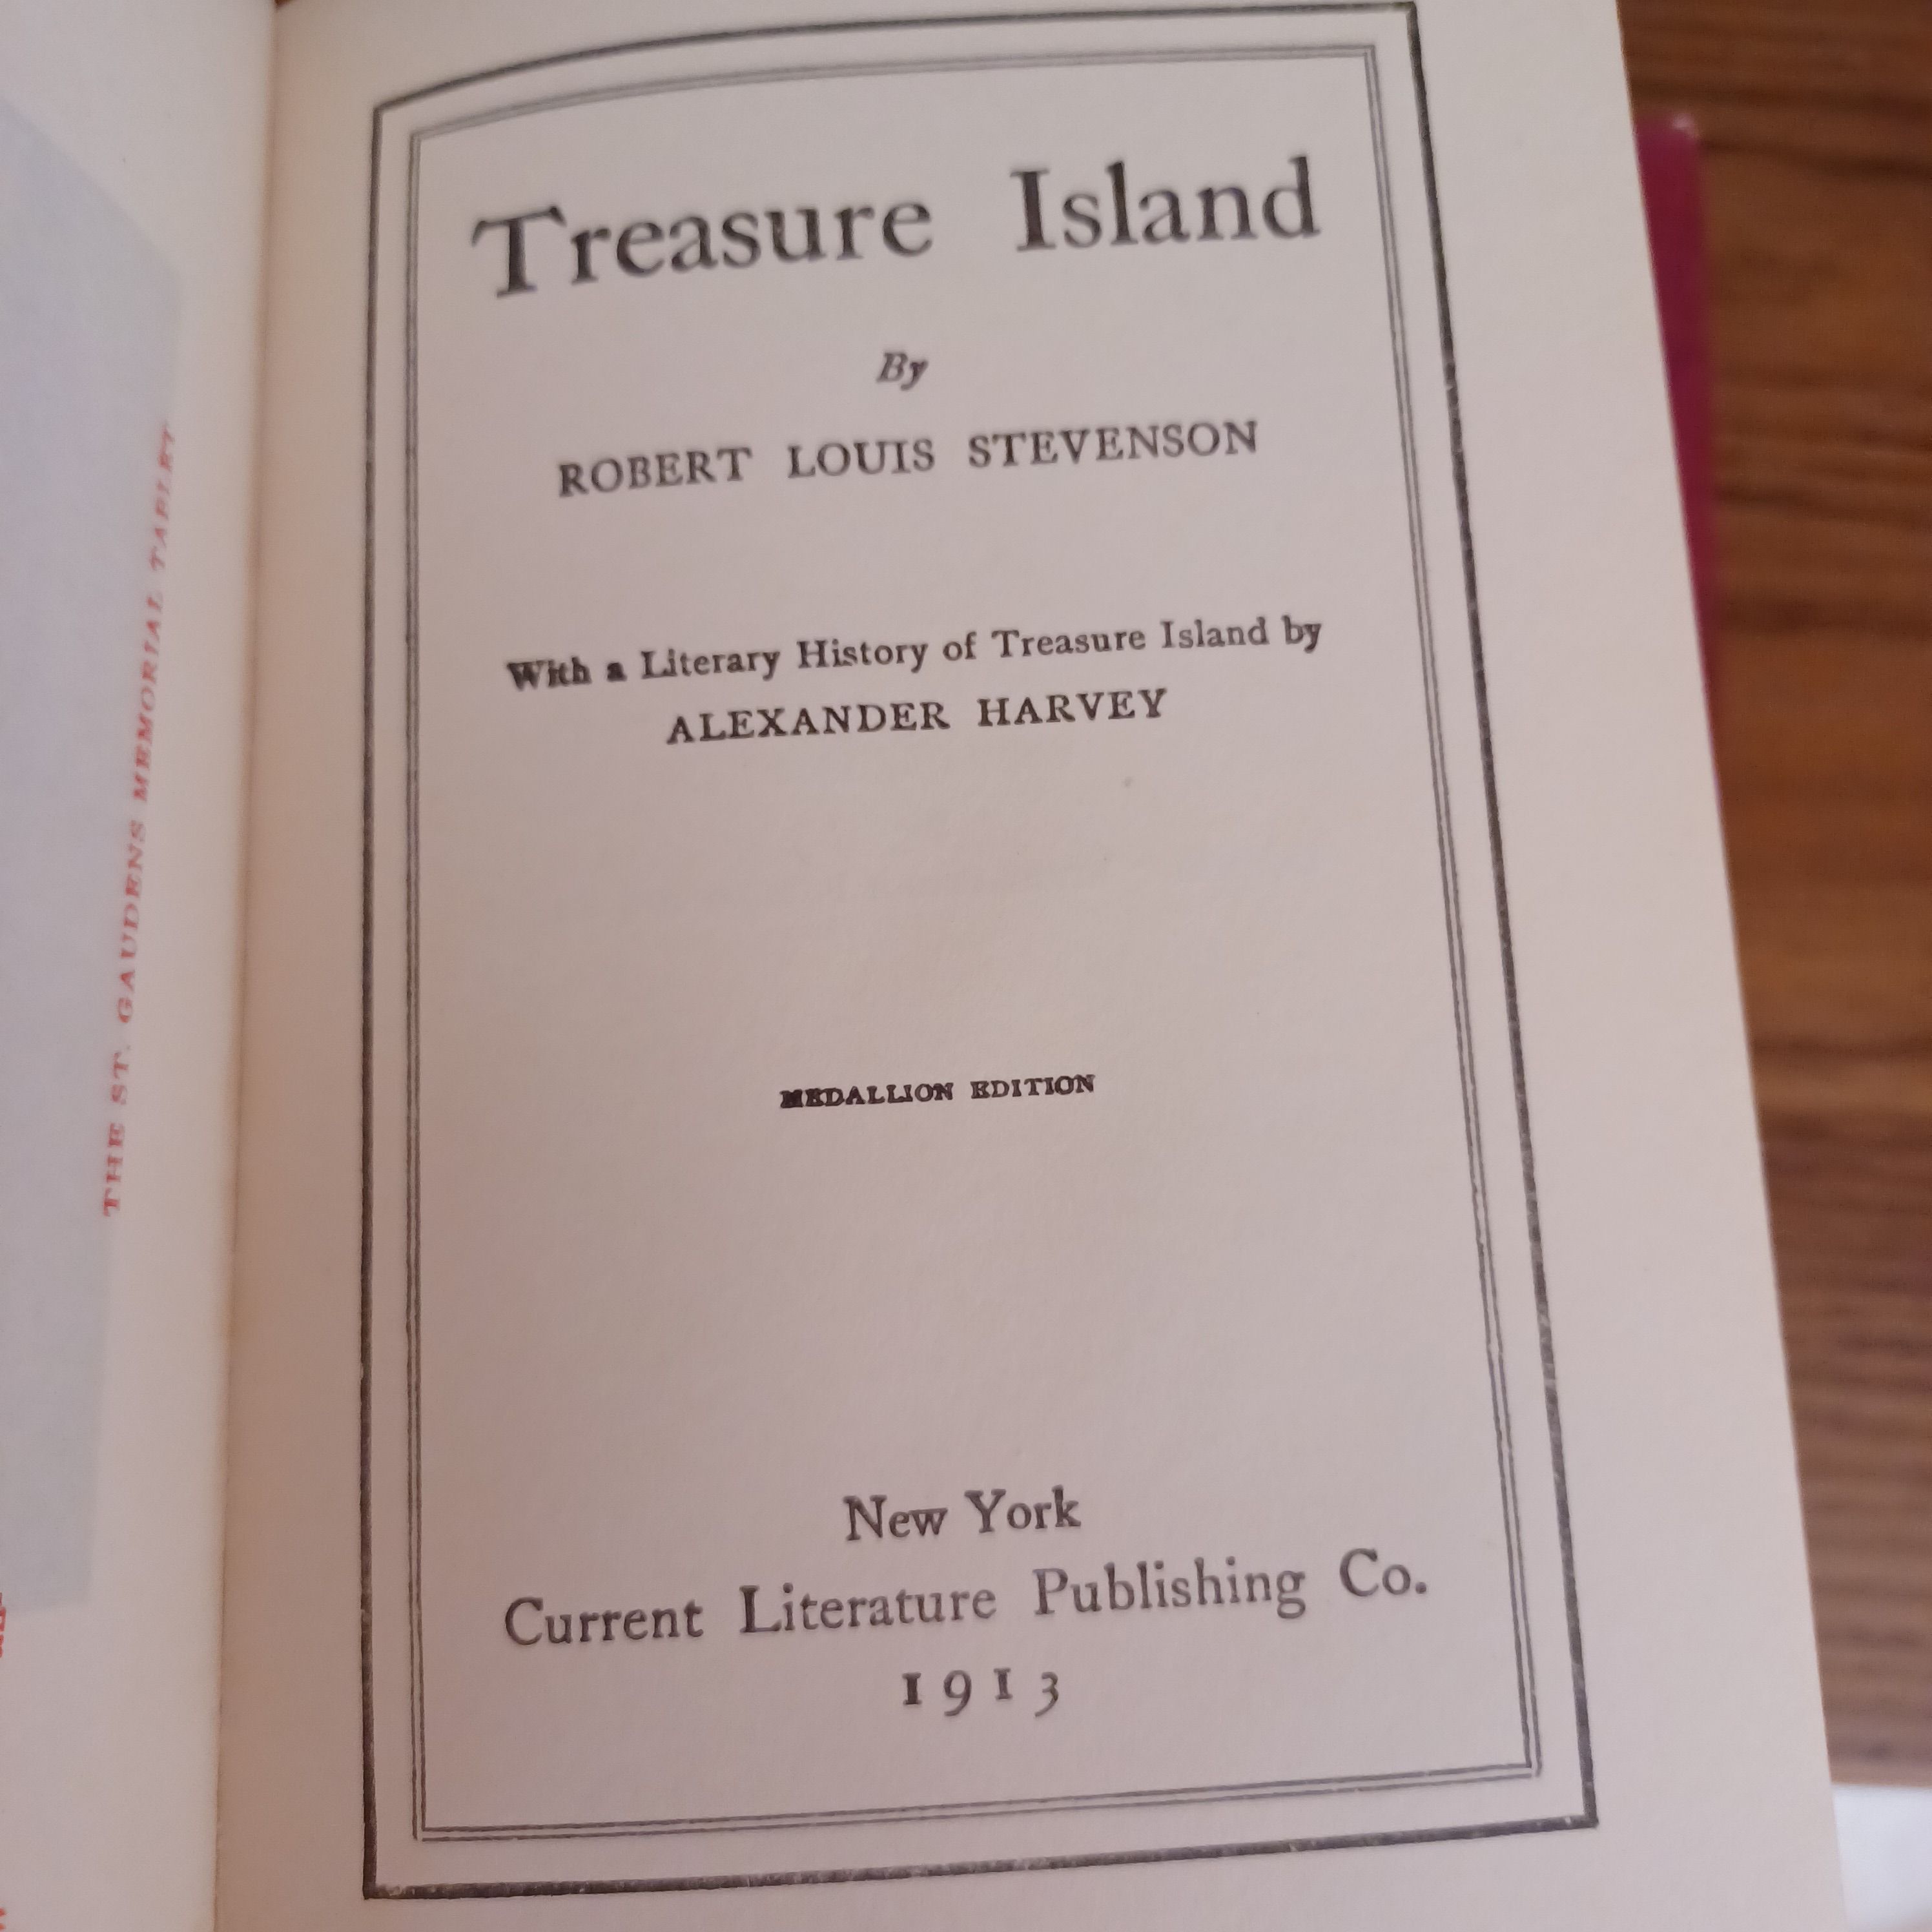 THE ST. GAUDENS MEMORIAL TABLET
Treasure Island
By
ROBERT LOUIS STEVENSON
With a Literary History of Treasure Island by
ALEXANDER HARVEY
MEDALLION EDITION
New York
Current Literature Publishing Co.
1913